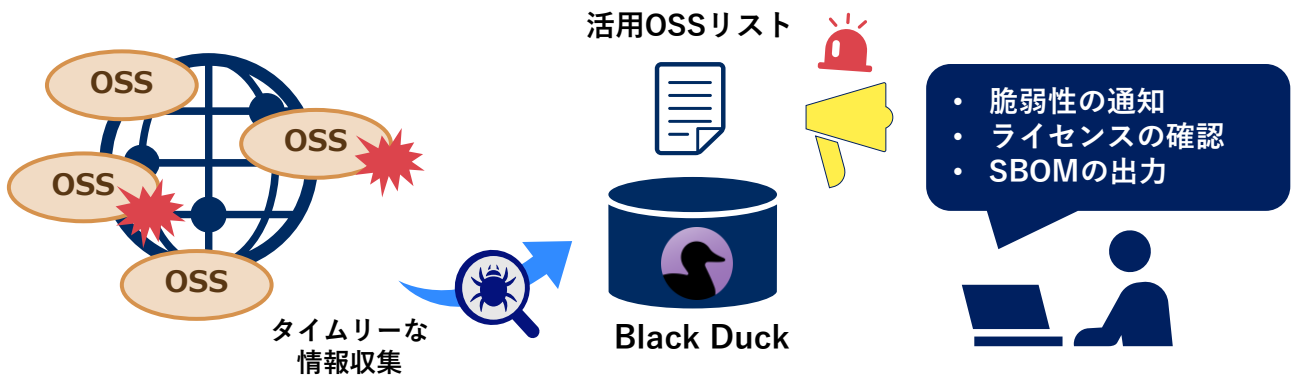 OSS
OSS
OSS
OSS
タイムリーな
情報収集
活用OSSリスト
Black Duck
• 脆弱性の通知
• ライセンスの確認
• SBOMの出力